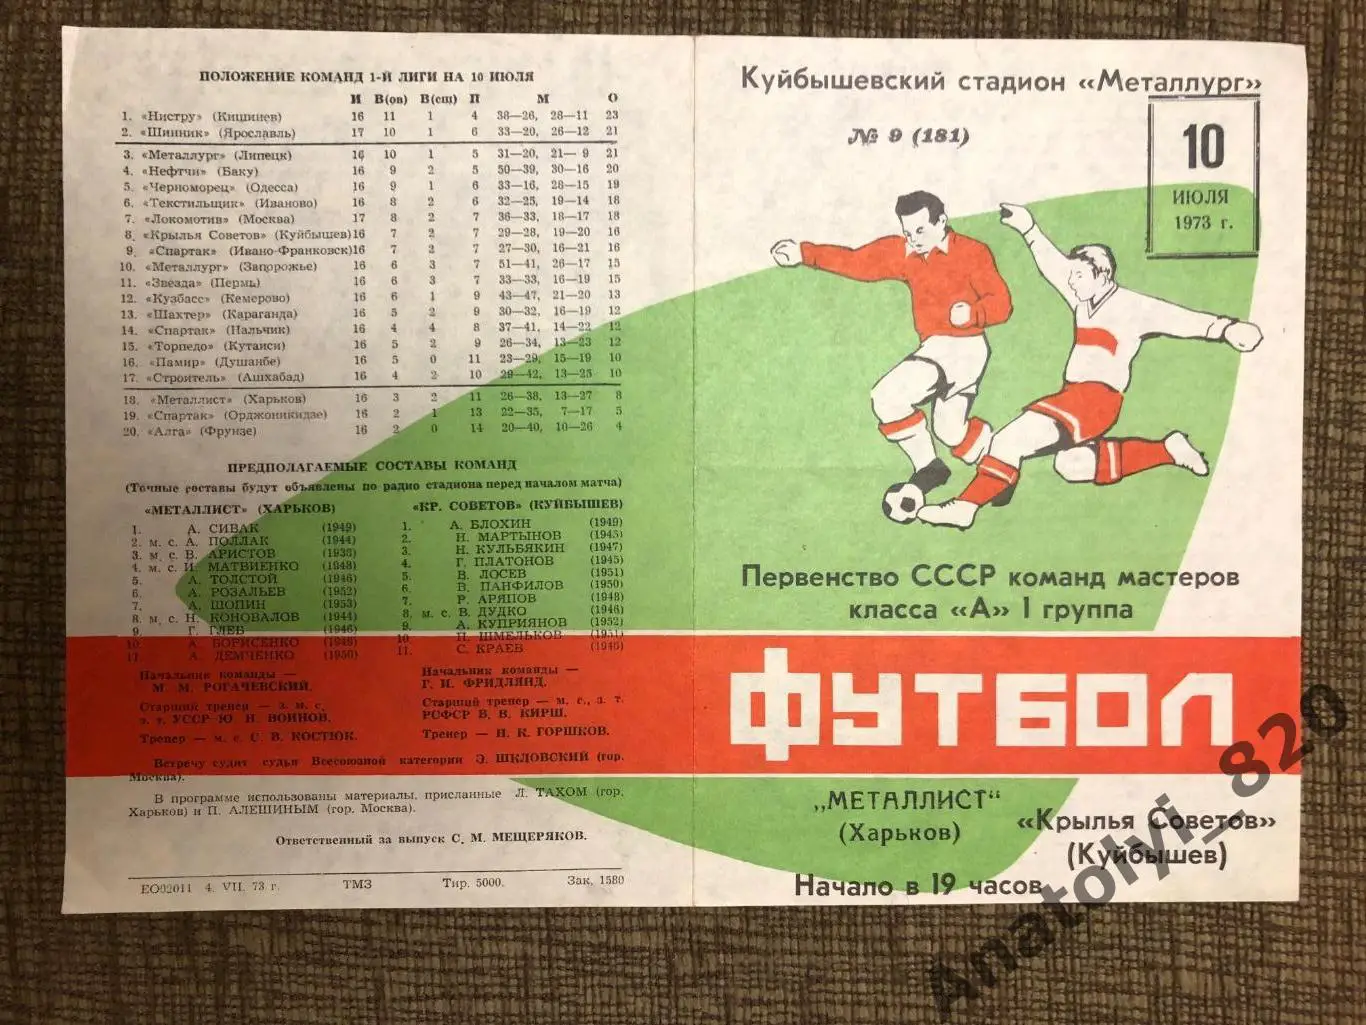 ПОЛОЖЕНИЕ КОМАНД 1-Й ЛИГИ НА 10 ИЮЛЯ
И В(ов) В(сщ) П М О
1. «Нистру» (Кишинев) 16 11 1 4 38—26, 28—11 23
2. «Шинник» (Ярославль) 17 10 1 6 33—20, 26—12 21
3. «Металлург» (Липецк) 16 10 1 5 31—20, 21— 9 21
4. «Нефтчи» (Баку) 16 9 2 5 50—39, 30—16 20
5. «Черноморец» (Одесса) 16 9 1 6 33—16, 28—15 19
6. «Текстильщик» (Иваново) 16 8 2 6 32—25, 19—14 18
7. «Локомотив» (Москва) 17 8 2 7 36—33, 18—17 18
8. «Крылья Советов» (Куйбышев) 16 7 2 7 29—28, 19—20 16
9. «Спартак» (Ивано-Франковск) 16 7 2 7 27—30, 16—21 16
10. «Металлург» (Запорожье) 16 6 3 7 51—41, 26—17 15
11. «Звезда» (Пермь) 16 6 3 7 33—33, 16—19 15
12. «Кузбасс» (Кемерово) 16 6 1 9 43—47, 21—20 13
13. «Шахтер» (Караганда) 16 5 2 9 30—32, 16—19 12
14. «Спартак» (Нальчик) 16 4 4 8 37—41, 14—22 12
15. «Торпедо» (Кутаиси) 16 5 2 9 26—34, 13—23 12
16. «Памир» (Душанбе) 16 5 0 11 23—29, 15—19 10
17. «Строитель» (Ашхабад) 16 4 2 10 29—42, 13—25 10
18. «Металлист» (Харьков) 16 3 2 11 26—38, 13—27 8
19. «Спартак» (Орджоникидзе) 16 2 1 13 22—35, 7—17 5
20. «Алга» (Фрунзе) 16 2 0 14 20—40, 10—26 4
ПРЕДПОЛАГАЕМЫЕ СОСТАВЫ КОМАНД
(Точные составы будут объявлены по радио стадиона перед началом матча)
«МЕТАЛЛИСТ» (ХАРЬКОВ)
1. А. СИВАК (1949)
2. м. с. А. ПОЛЛАК (1944)
3. м. с. В. АРИСТОВ (1938)
4. м. с. И. МАТВИЕНКО (1948)
5. А. ТОЛСТОЙ (1946)
6. А. РОЗАЛЬЕВ (1952)
7. А. ШОПИН (1953)
8. м. с. Н. КОНОВАЛОВ (1944)
9. Г. ГЛЕБ (1946)
10. А. БОРИСЕНКО (1948)
11. А. ДЕМЧЕНКО (1950)
Начальник команды —
М. М. РОГАЧЕВСКИЙ.
Старший тренер — з. м. с.
з. т. УССР Ю. Н. ВОИНОВ.
Тренер — м. с. С. В. КОСТЮК.
«КР. СОВЕТОВ» (КУЙБЫШЕВ)
1. А. БЛОХИН (1949)
2. Н. МАРТЫНОВ (1945)
3. Н. КУЛЬБЯКИН (1947)
4. Г. ПЛАТОНОВ (1945)
5. В. ЛОСЕВ (1951)
6. В. ПАНФИЛОВ (1950)
7. Р. АРЯПОВ (1948)
8. м. с. В. ДУДКО (1946)
9. А. КУПРИЯНОВ (1952)
10. П. ШМЕЛЬКОВ (1951)
11. С. КРАЕВ (1946)
Начальник команды —
Г. И. ФРИДЛЯНД.
Старший тренер — м. с., з. т.
РСФСР В. В. КИРШ.
Тренер — Н. К. ГОРШКОВ.
Встречу судит судья Всесоюзной категории Э. ШКЛОВСКИЙ (гор.
Москва).
В программе использованы материалы, присланные Л. ТАХОМ (гор.
Харьков) и П. АЛЕШИНЫМ (гор. Москва).
Ответственный за выпуск С. М. МЕЩЕРЯКОВ.
ЕО02011 4. VII. 73 г. ТМЗ Тир. 5000. Зак, 1580
Куйбышевский стадион «Металлург»
№ 9 (181)
10
ИЮЛЯ
1973 г.
Первенство СССР команд мастеров
класса «А» I группа
ФУТБОЛ
„МЕТАЛЛИСТ“
(Харьков)
«Крылья Советов»
(Куйбышев)
Начало в 19 часов
Anatolyi_820